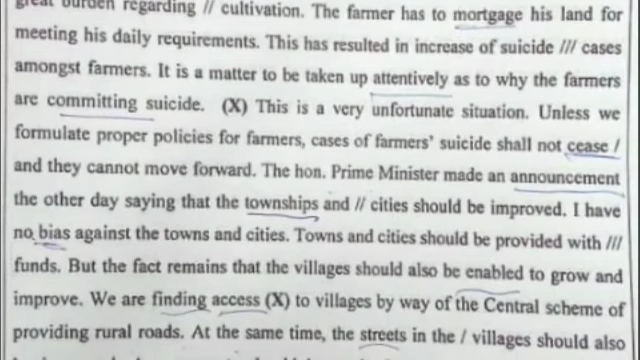 great burden regarding // cultivation. The farmer has to mortgage his land for
meeting his daily requirements. This has resulted in increase of suicide /// cases
amongst farmers. It is a matter to be taken up attentively as to why the farmers
are committing suicide. (X) This is a very unfortunate situation. Unless we
formulate proper policies for farmers, cases of farmers' suicide shall not cease /
and they cannot move forward. The hon. Prime Minister made an announcement
the other day saying that the townships and // cities should be improved. I have
no bias against the towns and cities. Towns and cities should be provided with ///
funds. But the fact remains that the villages should also be enabled to grow and
improve. We are finding access (X) to villages by way of the Central scheme of
providing rural roads. At the same time, the streets in the / villages should also